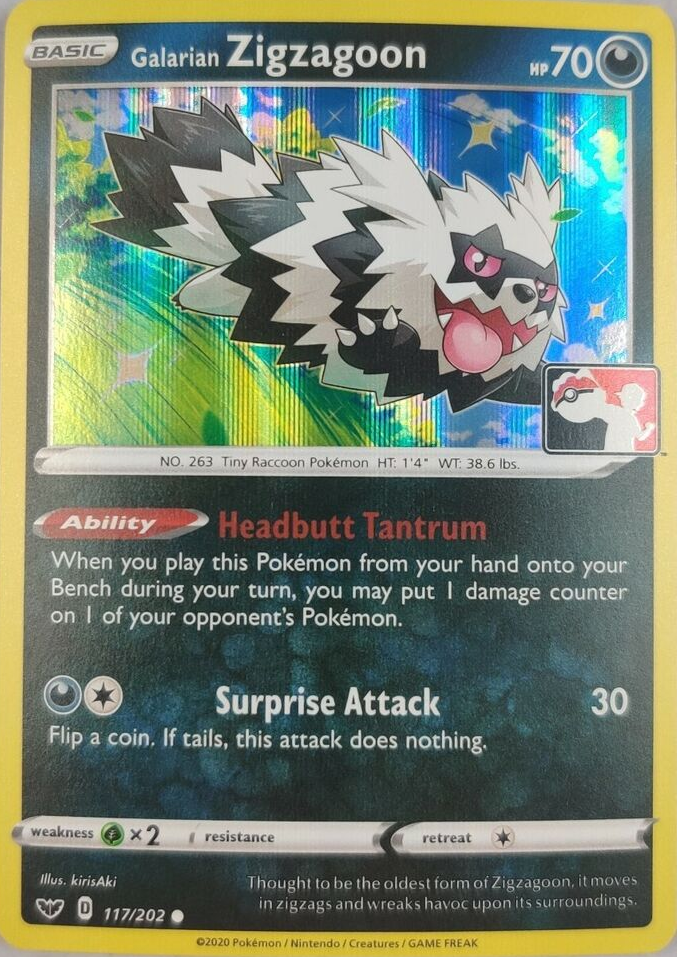 BASIC Galarian Zigzagoon HP 70
NO. 263 Tiny Raccoon Pokémon HT: 1'4" WT: 38.6 lbs.
Ability Headbutt Tantrum
When you play this Pokémon from your hand onto your
Bench during your turn, you may put 1 damage counter
on 1 of your opponent's Pokémon.
Surprise Attack 30
Flip a coin. If tails, this attack does nothing.
weakness ×2 resistance retreat
Illus. kirisAki
Thought to be the oldest form of Zigzagoon, it moves
in zigzags and wreaks havoc upon its surroundings.
D 117/202
©2020 Pokémon / Nintendo / Creatures / GAME FREAK